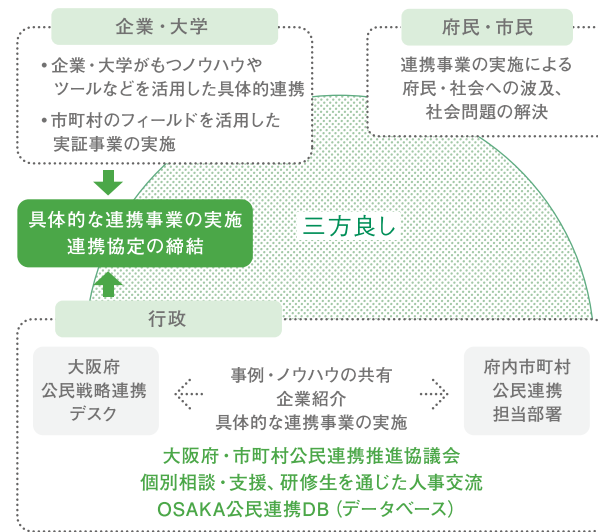 企業・大学
・企業・大学がもつノウハウや
ツールなどを活用した具体的連携
・市町村のフィールドを活用した
実証事業の実施
府民・市民
連携事業の実施による
府民・社会への波及、
社会問題の解決
具体的な連携事業の実施
連携協定の締結
三方良し
行政
大阪府
公民戦略連携
デスク
事例・ノウハウの共有
企業紹介
具体的な連携事業の実施
府内市町村
公民連携
担当部署
大阪府・市町村公民連携推進協議会
個別相談・支援、研修生を通じた人事交流
OSAKA公民連携DB（データベース）